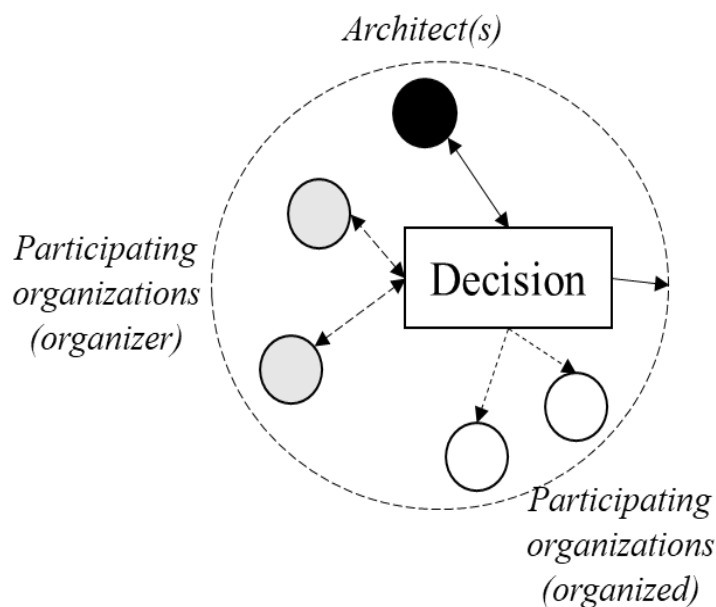 Architect(s)
Participating
organizations
(organizer)
Decision
Participating
organizations
(organized)